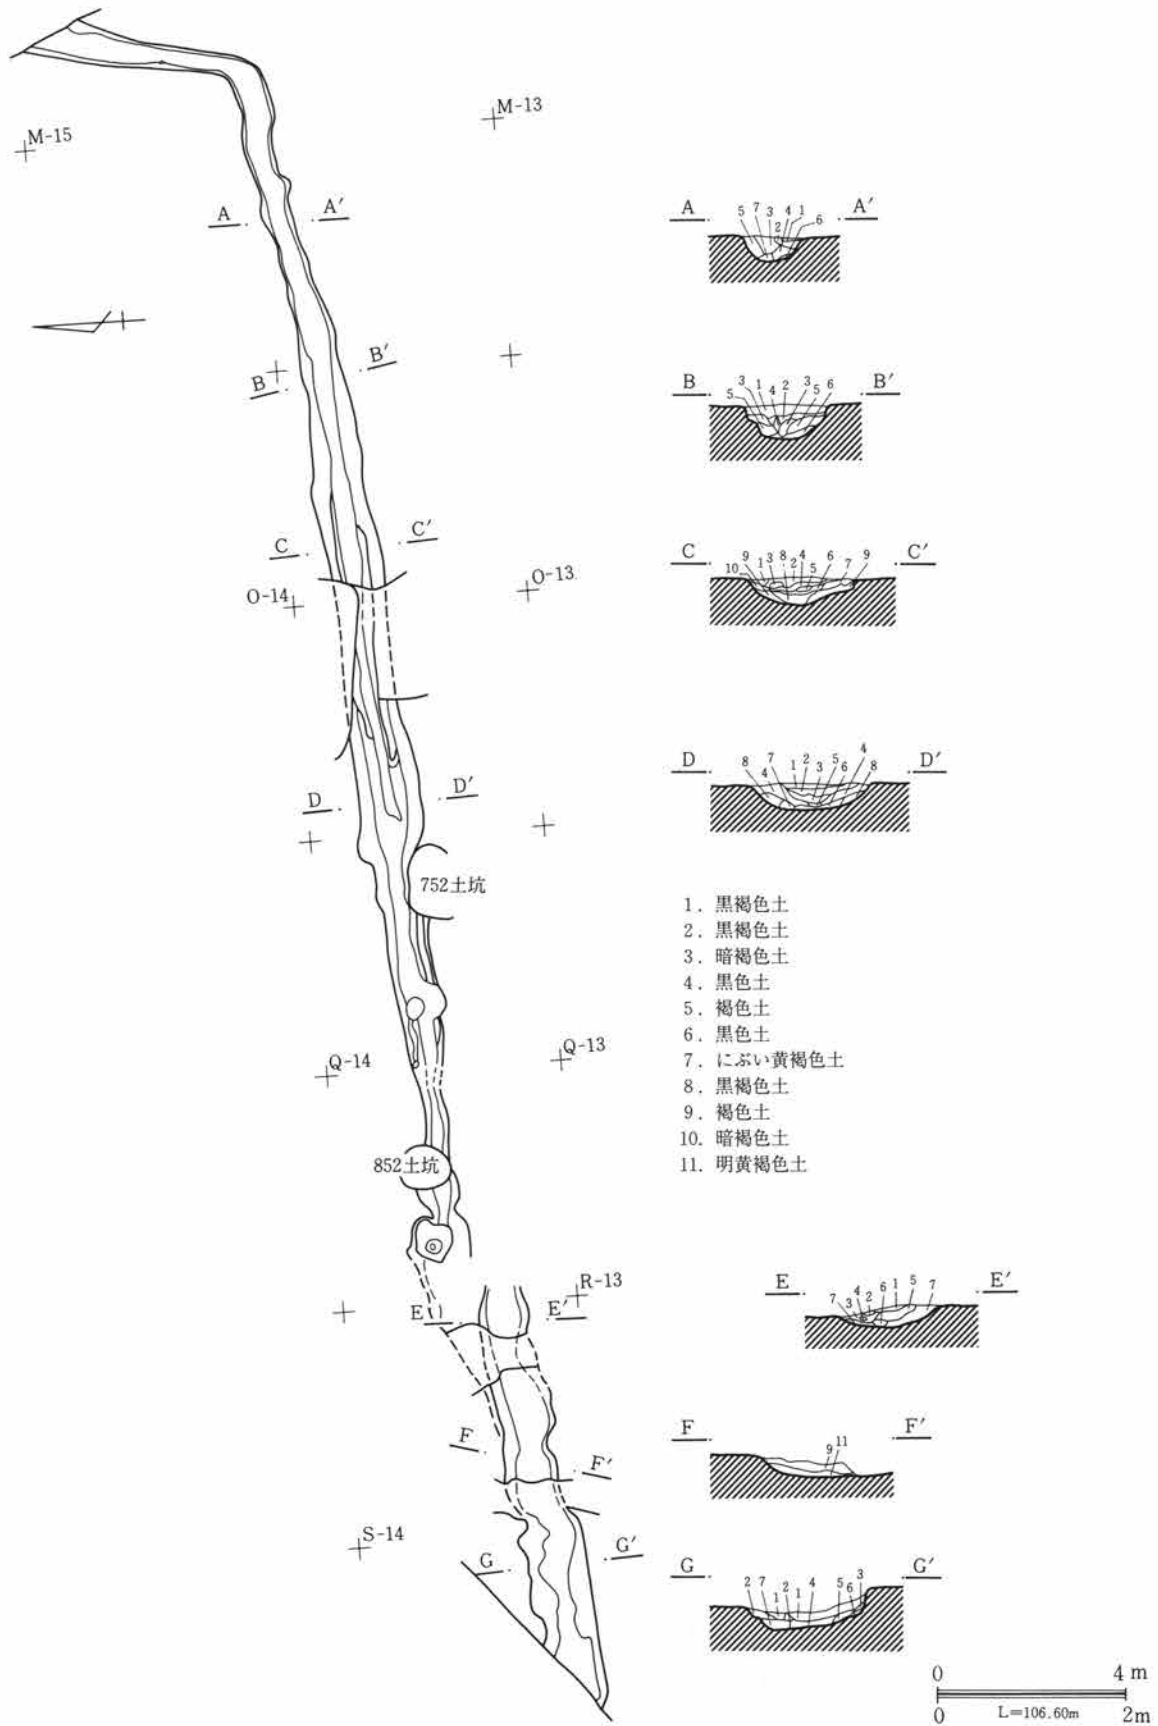 M-15
M-13
A
A′
B
B′
C
C′
O-14
O-13
D
D′
752土坑
Q-14
Q-13
852土坑
R-13
E
E′
F
F′
S-14
G
G′
A
A′
5 7 3 2 4 1 6
B
B′
5 3 1 4 2 3 5 6
C
C′
10 9 1 3 8 2 4 5 6 7 9
D
D′
8 4 7 1 2 3 5 6 4 8
1. 黒褐色土
2. 黒褐色土
3. 暗褐色土
4. 黒色土
5. 褐色土
6. 黒色土
7. にぶい黄褐色土
8. 黒褐色土
9. 褐色土
10. 暗褐色土
11. 明黄褐色土
E
E′
7 3 4 2 6 1 5 7
F
F′
9 11
G
G′
2 7 1 2 1 4 5 6 3
0 4 m
0 L=106.60m 2m